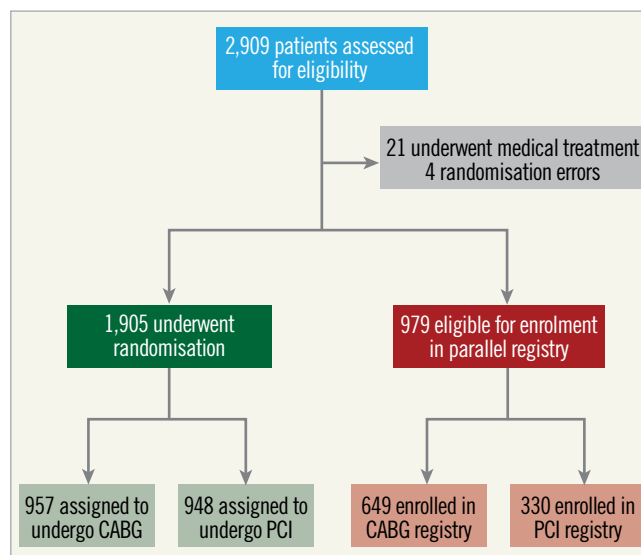 2,909 patients assessed
for eligibility
21 underwent medical treatment
4 randomisation errors
1,905 underwent
randomisation
979 eligible for enrolment
in parallel registry
957 assigned to
undergo CABG
948 assigned to
undergo PCI
649 enrolled in
CABG registry
330 enrolled in
PCI registry